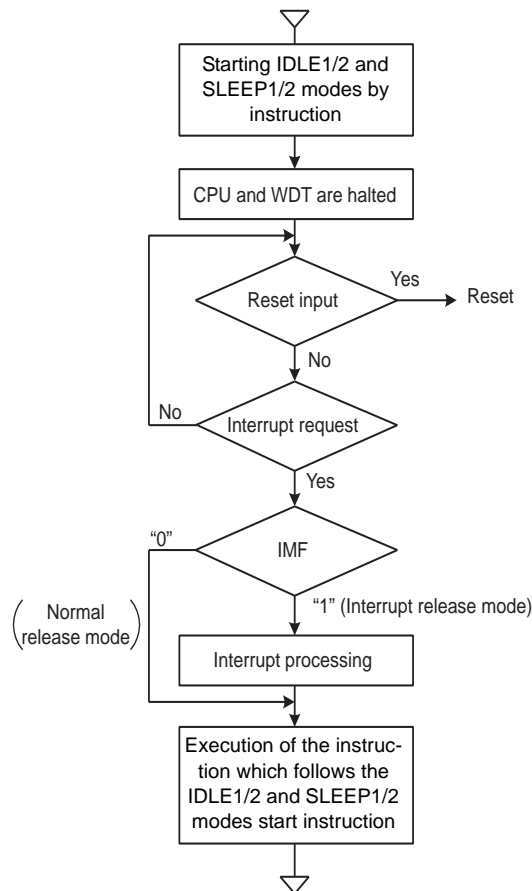 Starting IDLE1/2 and
SLEEP1/2 modes by
instruction
CPU and WDT are halted
Reset input
Yes
Reset
No
No
Interrupt request
Yes
“0”
IMF
Normal
release mode
“1” (Interrupt release mode)
Interrupt processing
Execution of the instruc-
tion which follows the
IDLE1/2 and SLEEP1/2
modes start instruction